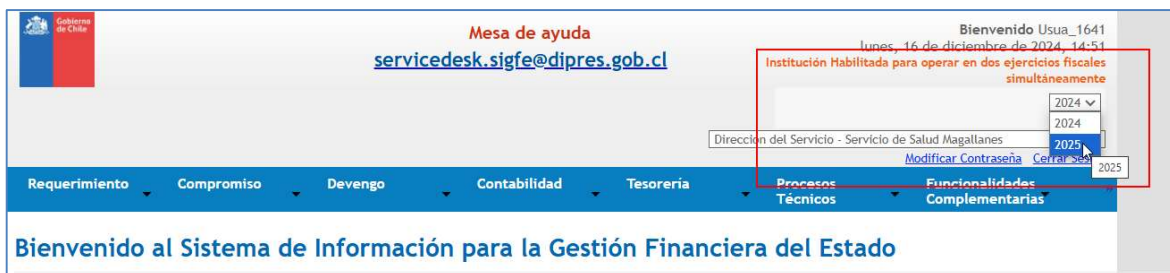 Gobierno
de Chile
Mesa de ayuda
servicedesk.sigfe@dipres.gob.cl
Bienvenido Usua_1641
lunes, 16 de diciembre de 2024, 14:51
Institución Habilitada para operar en dos ejercicios fiscales
simultáneamente
2024
2024
2025
Dirección del Servicio - Servicio de Salud Magallanes
Modificar Contraseña Cerrar
2025
Requerimiento Compromiso Devengo Contabilidad Tesorería Procesos Técnicos Funcionalidades Complementarias
Bienvenido al Sistema de Información para la Gestión Financiera del Estado